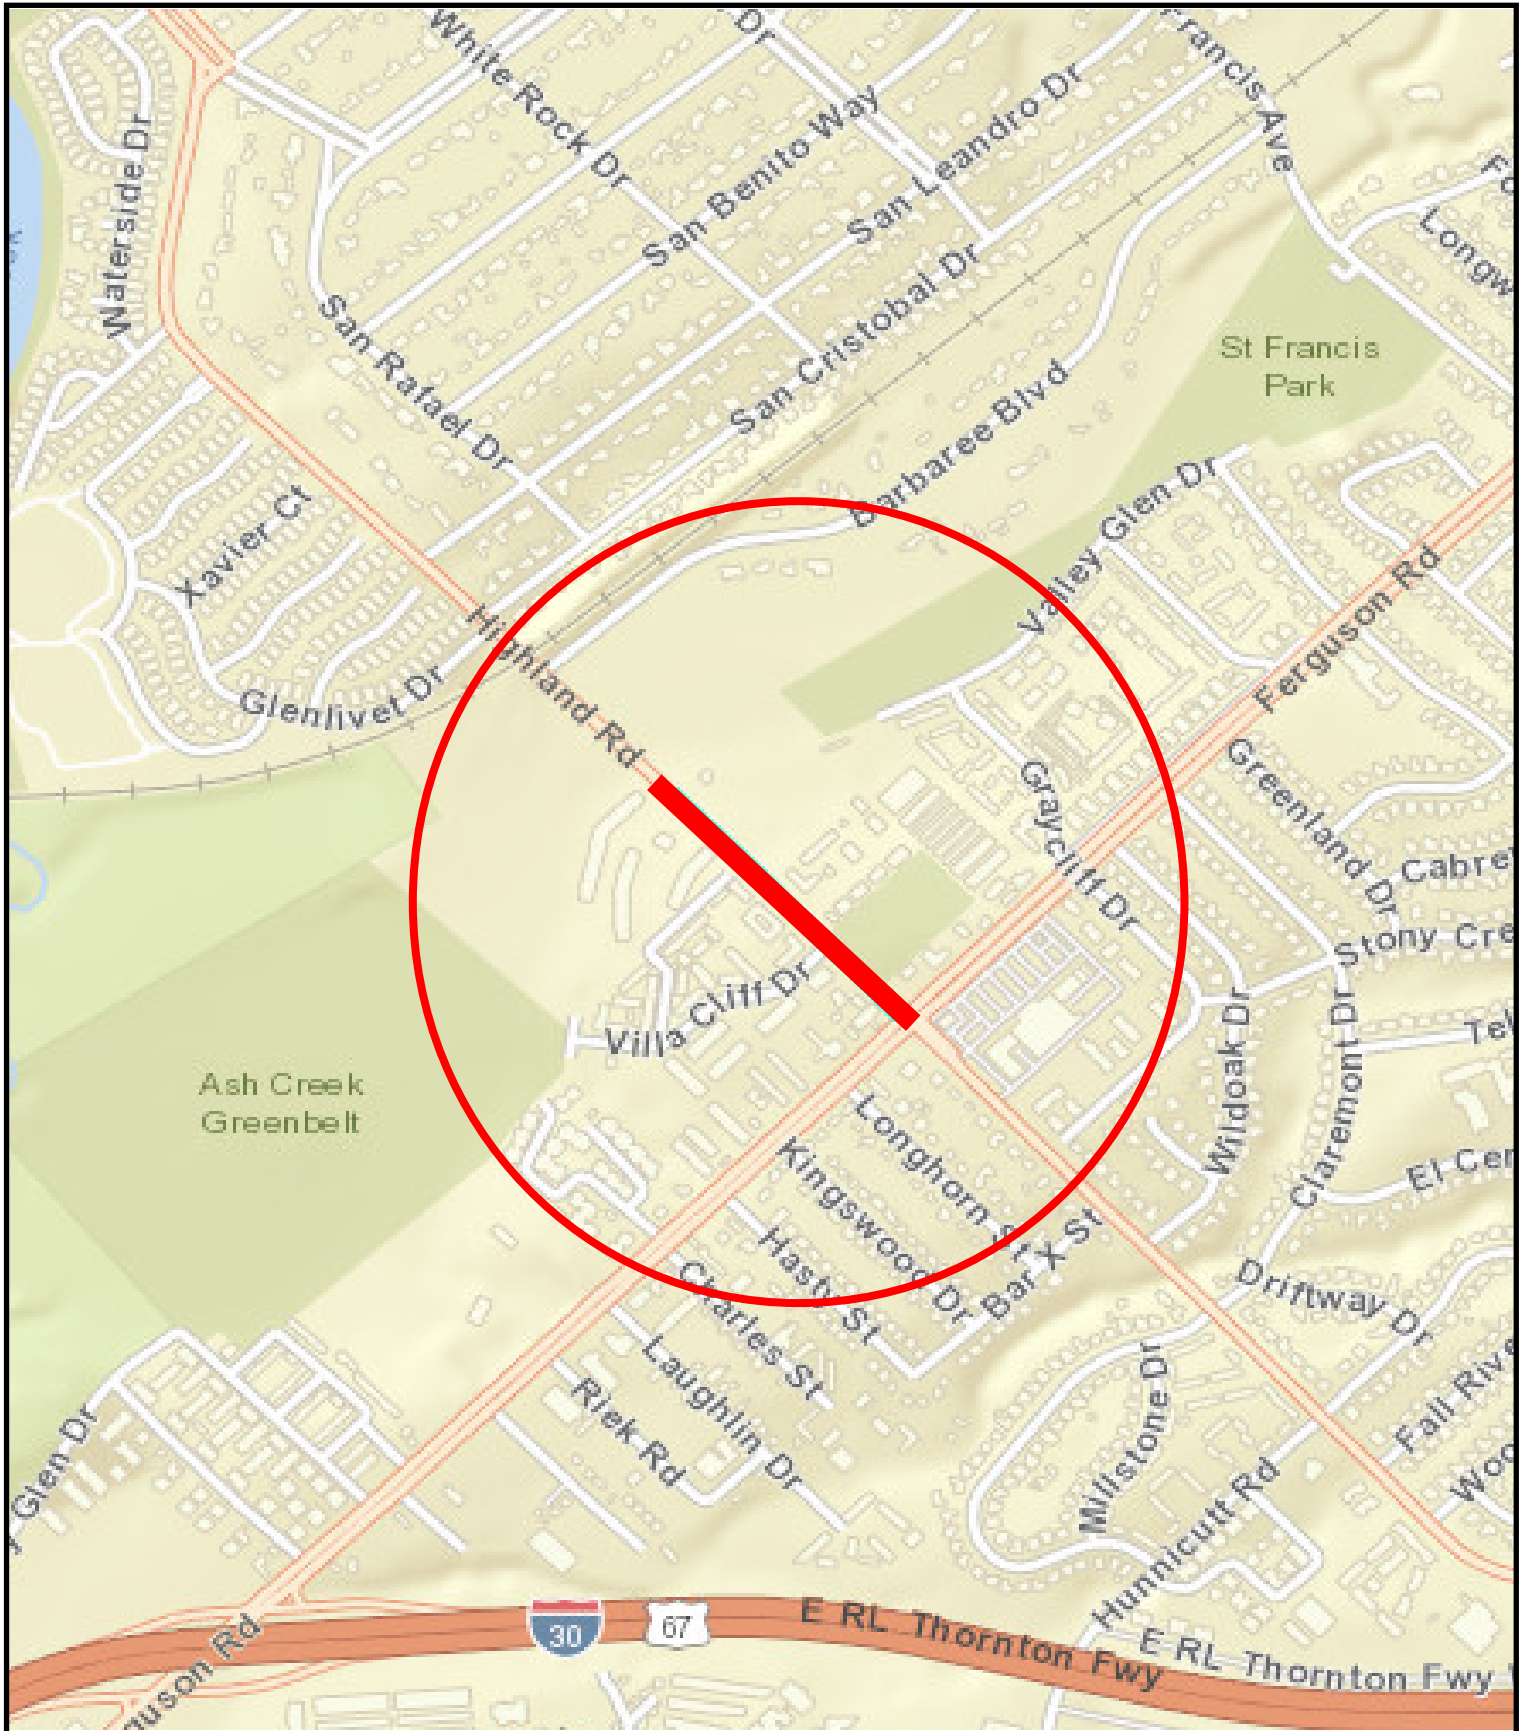 White Rock Dr
Dr
Francis Ave
Waterside Dr
San Benito Way
San Leandro Dr
Longw
San Rafael Dr
San Cristobal Dr
St Francis
Park
Barbaree Blvd
Xavier Ct
Valley Glen Dr
Ferguson Rd
Highland Rd
Glenlivet Dr
Graycliff Dr
Greenland Dr
Cabre
Stony Cre
Villa Cliff Dr
Wildoak Dr
Claremont Dr
Tel
Ash Creek
Greenbelt
Longhorn St
Kingswood Dr
El Cer
Hasty St
Bar X St
Charles St
Driftway Dr
Laughlin Dr
Riek Rd
Millstone Dr
Fall Rive
Glen Dr
Hunnicutt Rd
Woo
guson Rd
30
67
E RL Thornton Fwy
E RL Thornton Fwy